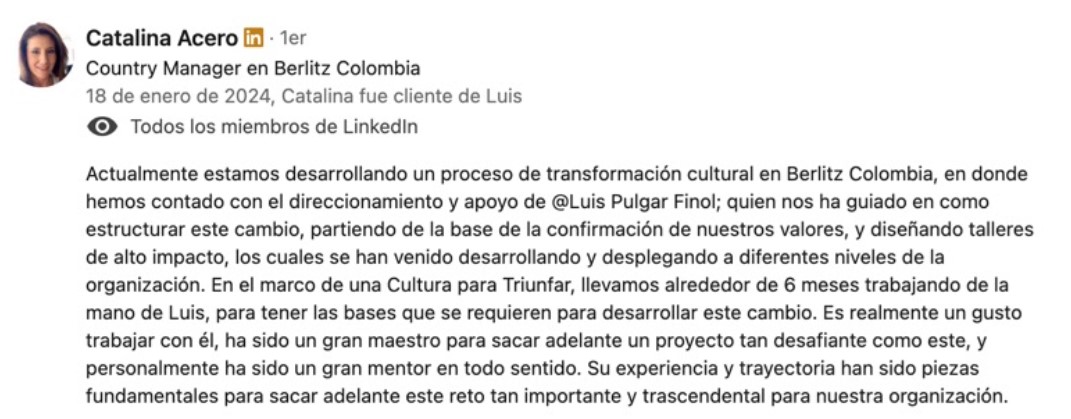 Catalina Acero in · 1er
Country Manager en Berlitz Colombia
18 de enero de 2024, Catalina fue cliente de Luis
Todos los miembros de LinkedIn
Actualmente estamos desarrollando un proceso de transformación cultural en Berlitz Colombia, en donde
hemos contado con el direccionamiento y apoyo de @Luis Pulgar Finol; quien nos ha guiado en como
estructurar este cambio, partiendo de la base de la confirmación de nuestros valores, y diseñando talleres
de alto impacto, los cuales se han venido desarrollando y desplegando a diferentes niveles de la
organización. En el marco de una Cultura para Triunfar, llevamos alrededor de 6 meses trabajando de la
mano de Luis, para tener las bases que se requieren para desarrollar este cambio. Es realmente un gusto
trabajar con él, ha sido un gran maestro para sacar adelante un proyecto tan desafiante como este, y
personalmente ha sido un gran mentor en todo sentido. Su experiencia y trayectoria han sido piezas
fundamentales para sacar adelante este reto tan importante y trascendental para nuestra organización.